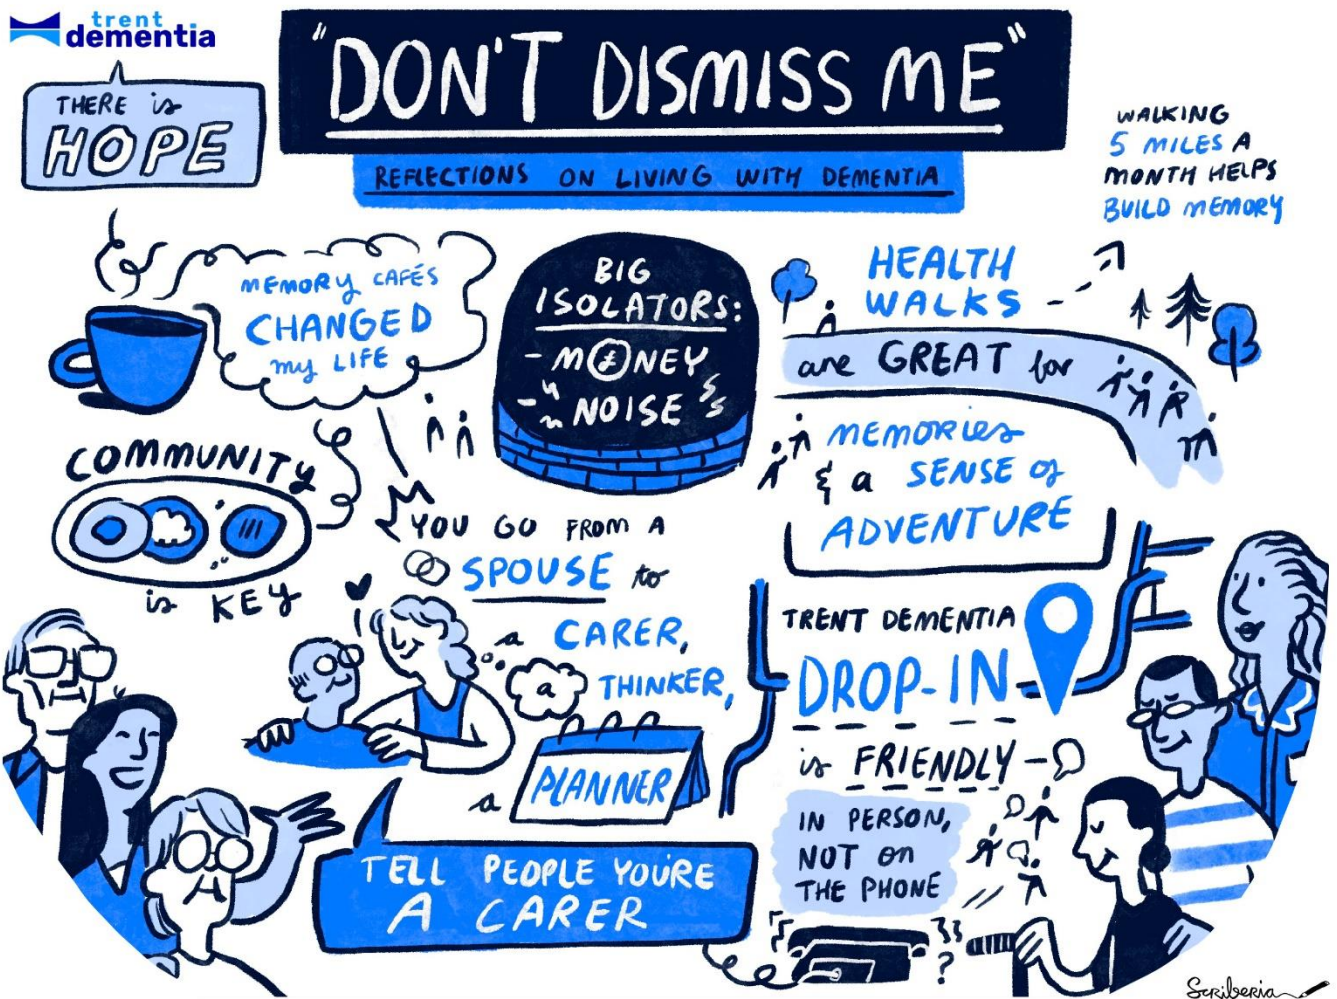 trent
dementia
THERE is
HOPE
"DON'T DISMISS ME"
REFLECTIONS ON LIVING WITH DEMENTIA
WALKING
5 MILES A
MONTH HELPS
BUILD MEMORY
MEMORY CAFÉS
CHANGED
my LIFE
BIG
ISOLATORS:
- M£NEY
- NOISE
HEALTH
WALKS
are GREAT for
MEMORIES
& a SENSE of
ADVENTURE
COMMUNITY
is KEY
YOU GO FROM A
SPOUSE to
a CARER,
a THINKER,
a PLANNER
TELL PEOPLE YOU'RE
A CARER
TRENT DEMENTIA
DROP-IN
is FRIENDLY -
IN PERSON,
NOT on
THE PHONE
?
Scriberia